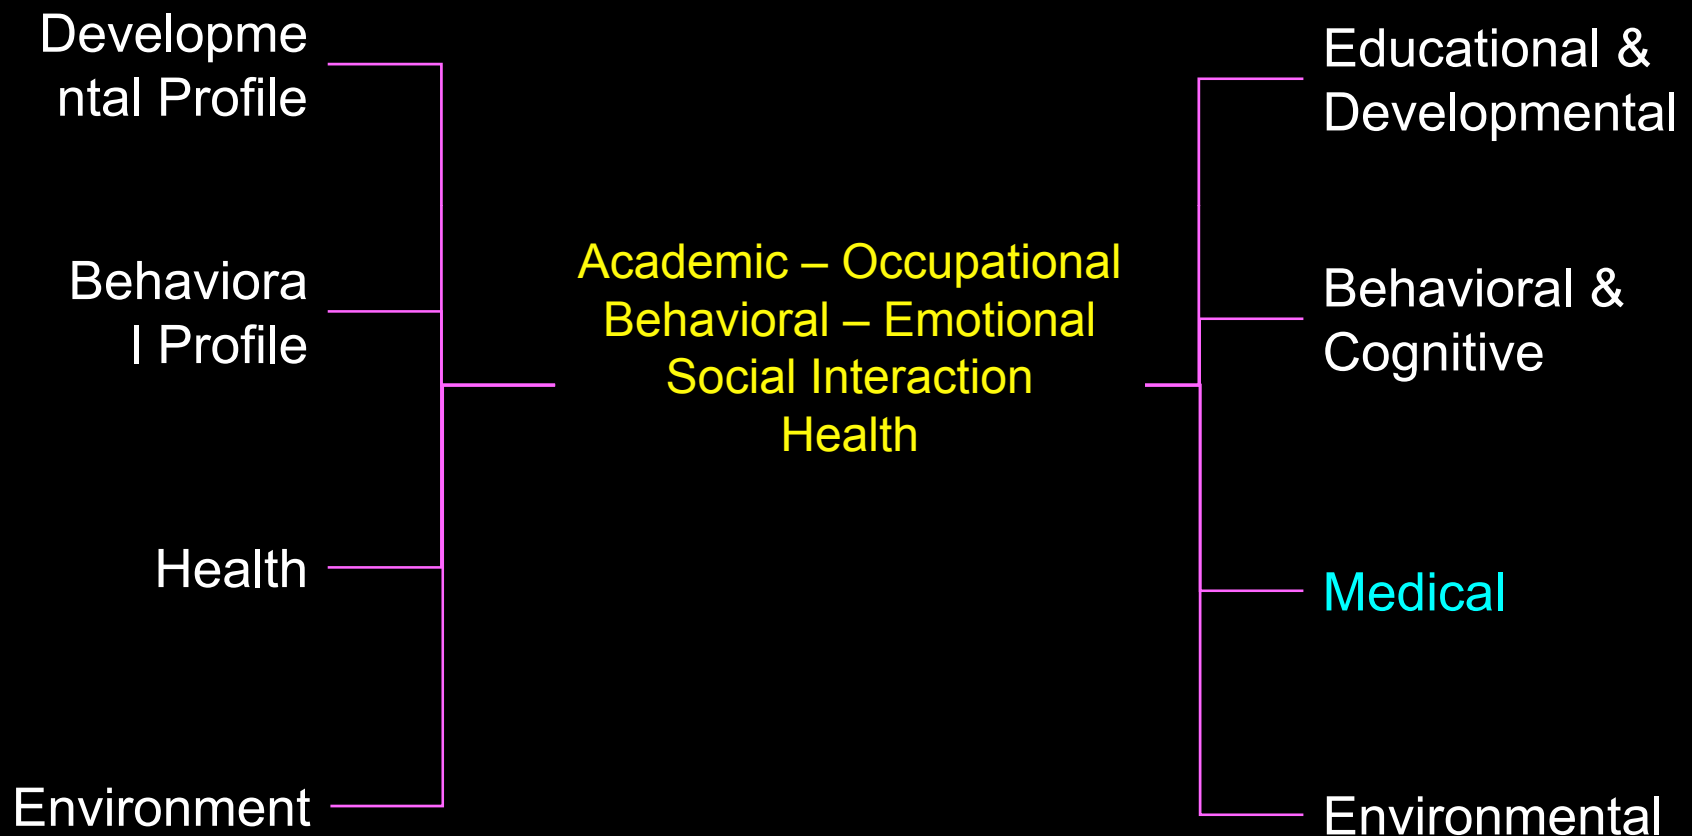 Developme
ntal Profile
Behaviora
l Profile
Health
Environment
Academic – Occupational
Behavioral – Emotional
Social Interaction
Health
Educational &
Developmental
Behavioral &
Cognitive
Medical
Environmental